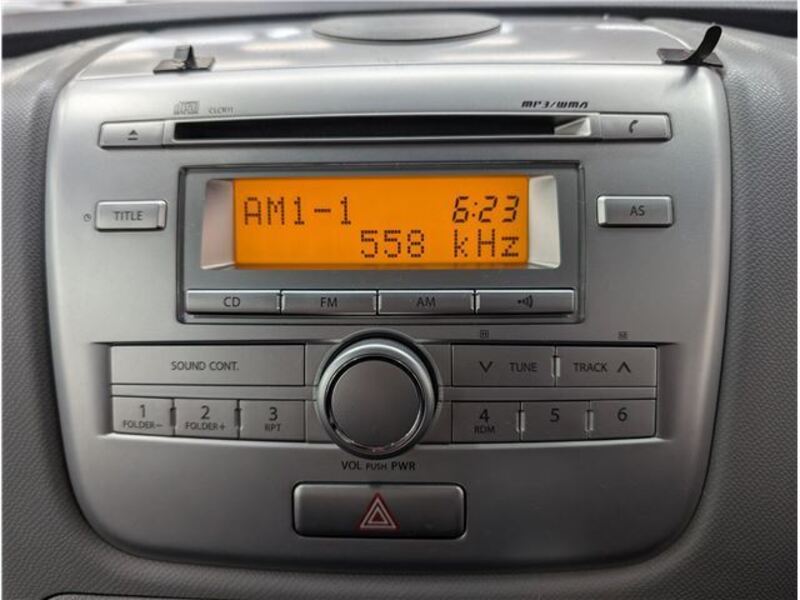 CLCR01
MP3/WMA
TITLE
AM1-1 6:23
558 kHz
AS
CD FM AM
SOUND CONT.
TUNE TRACK
1 2 3 4 5 6
FOLDER- FOLDER+ RPT RDM
VOL PUSH PWR